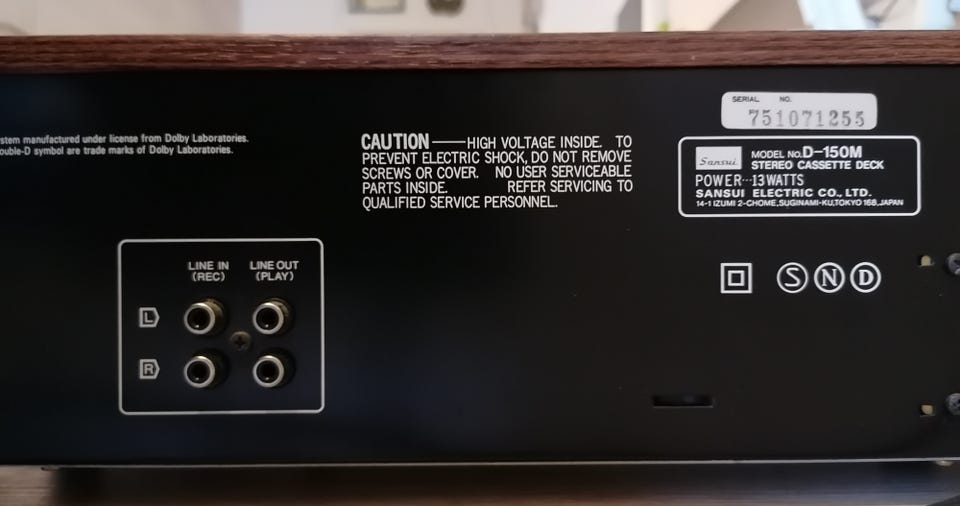 stem manufactured under license from Dolby Laboratories.
ouble-D symbol are trade marks of Dolby Laboratories.
CAUTION——HIGH VOLTAGE INSIDE. TO
PREVENT ELECTRIC SHOCK, DO NOT REMOVE
SCREWS OR COVER. NO USER SERVICEABLE
PARTS INSIDE. REFER SERVICING TO
QUALIFIED SERVICE PERSONNEL.
SERIAL NO.
751071255
Sansui
MODEL No. D-150M
STEREO CASSETTE DECK
POWER···13WATTS
SANSUI ELECTRIC CO., LTD.
14-1 IZUMI 2-CHOME, SUGINAMI-KU, TOKYO 168, JAPAN
LINE IN LINE OUT
(REC) (PLAY)
L
R
S N D